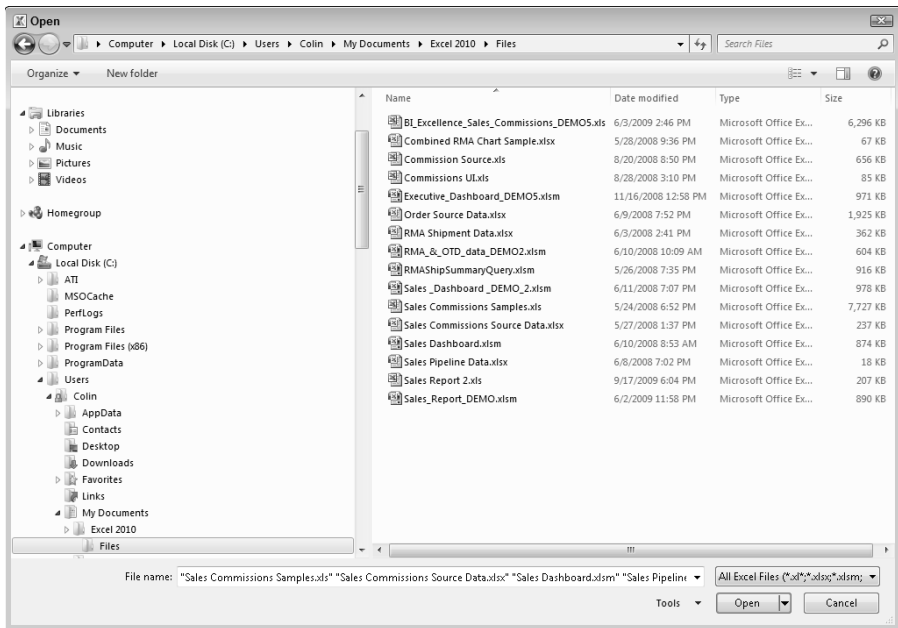 Open
Computer Local Disk (C:) Users Colin My Documents Excel 2010 Files
Search Files
Organize New folder
Name Date modified Type Size
Libraries
Documents
Music
Pictures
Videos
Homegroup
Computer
Local Disk (C:)
ATI
MSOCache
PerfLogs
Program Files
Program Files (x86)
ProgramData
Users
Colin
AppData
Contacts
Desktop
Downloads
Favorites
Links
My Documents
Excel 2010
Files
BI_Excellence_Sales_Commissions_DEMO5.xls 6/3/2009 2:46 PM Microsoft Office Ex... 6,296 KB
Combined RMA Chart Sample.xlsx 5/28/2008 9:36 PM Microsoft Office Ex... 67 KB
Commission Source.xls 8/20/2008 8:50 PM Microsoft Office Ex... 656 KB
Commissions UI.xls 8/28/2008 3:10 PM Microsoft Office Ex... 85 KB
Executive_Dashboard_DEMO5.xlsm 11/16/2008 12:58 PM Microsoft Office Ex... 971 KB
Order Source Data.xlsx 6/9/2008 7:52 PM Microsoft Office Ex... 1,925 KB
RMA Shipment Data.xlsx 6/3/2008 2:41 PM Microsoft Office Ex... 362 KB
RMA_&_OTD_data_DEMO2.xlsm 6/10/2008 10:09 AM Microsoft Office Ex... 604 KB
RMAShipSummaryQuery.xlsm 5/26/2008 7:35 PM Microsoft Office Ex... 916 KB
Sales _Dashboard _DEMO_2.xlsm 6/11/2008 7:07 PM Microsoft Office Ex... 978 KB
Sales Commissions Samples.xls 5/24/2008 6:52 PM Microsoft Office Ex... 7,727 KB
Sales Commissions Source Data.xlsx 5/27/2008 1:37 PM Microsoft Office Ex... 237 KB
Sales Dashboard.xlsm 6/10/2008 8:53 AM Microsoft Office Ex... 874 KB
Sales Pipeline Data.xlsx 6/8/2008 7:02 PM Microsoft Office Ex... 18 KB
Sales Report 2.xls 9/17/2009 6:04 PM Microsoft Office Ex... 207 KB
Sales_Report_DEMO.xlsm 6/2/2009 11:58 PM Microsoft Office Ex... 890 KB
File name: "Sales Commissions Samples.xls" "Sales Commissions Source Data.xlsx" "Sales Dashboard.xlsm" "Sales Pipeline All Excel Files (*.xl*;*.xlsx;*.xlsm;
Tools Open Cancel